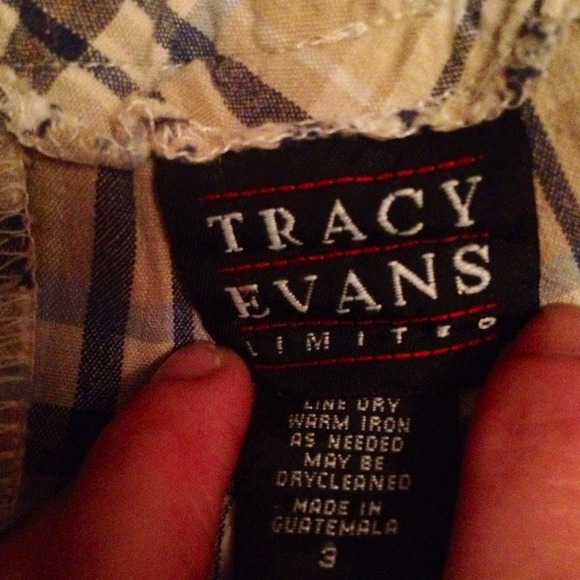 TRACY
EVANS
LIMITED
LINE DRY
WARM IRON
AS NEEDED
MAY BE
DRYCLEANED
MADE IN
GUATEMALA
3